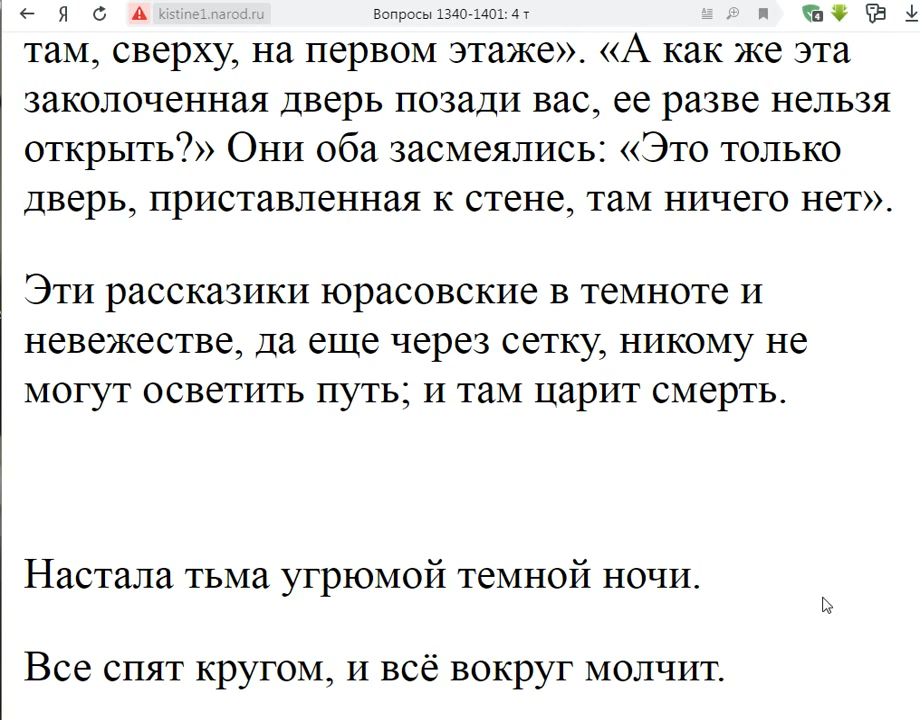 Я
kistine1.narod.ru
Вопросы 1340-1401: 4 т
4
там, сверху, на первом этаже». «А как же эта
заколоченная дверь позади вас, ее разве нельзя
открыть?» Они оба засмеялись: «Это только
дверь, приставленная к стене, там ничего нет».
Эти рассказики юрасовские в темноте и
невежестве, да еще через сетку, никому не
могут осветить путь; и там царит смерть.
Настала тьма угрюмой темной ночи.
Все спят кругом, и всё вокруг молчит.